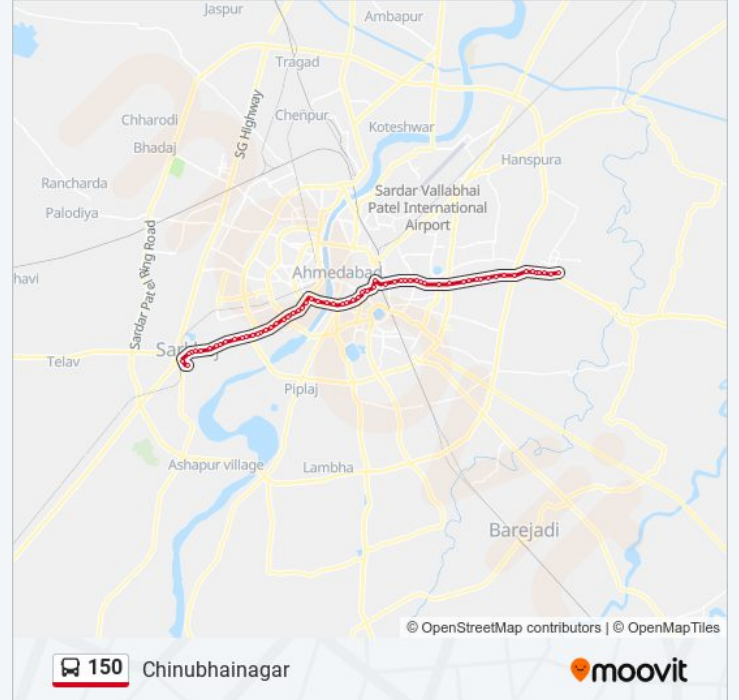 Jaspur
Ambapur
Tragad
SG Highway
Chharodi
Chenpur
Koteshwar
Bhadaj
Hanspura
Rancharda
Sardar Vallabhai
Patel International
Airport
Palodiya
Sardar Patel Ring Road
havi
Ahmedabad
Telav
Piplaj
Ashapur village
Lambha
Barejadi
© OpenStreetMap contributors | © OpenMapTiles
150 Chinubhainagar
moovit